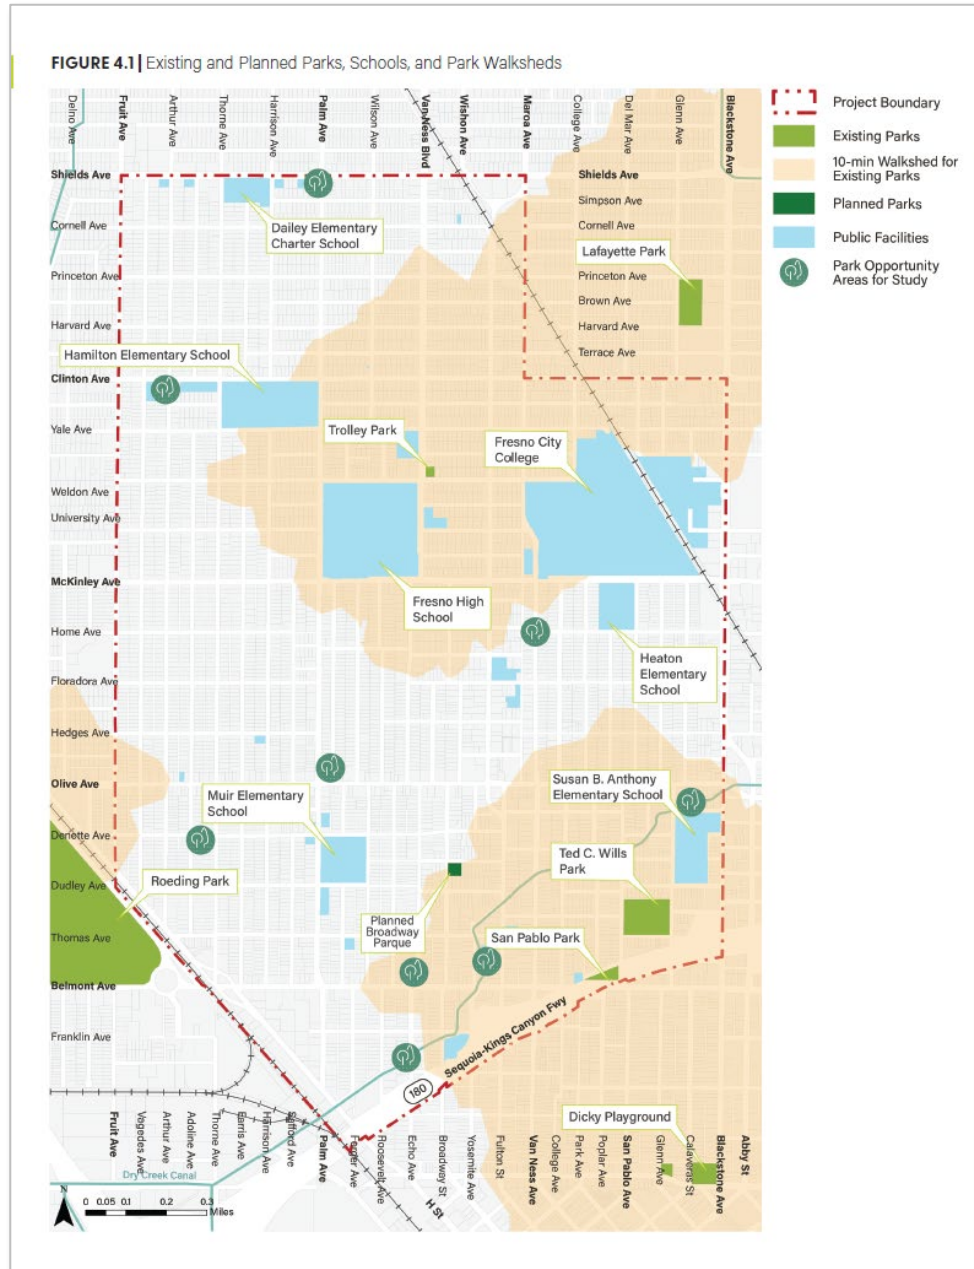 FIGURE 4.1 | Existing and Planned Parks, Schools, and Park Walksheds
Delno Ave
Fruit Ave
Arthur Ave
Thorne Ave
Harrison Ave
Palm Ave
Wilson Ave
Van Ness Blvd
Wishon Ave
Maroa Ave
College Ave
Del Mar Ave
Glenn Ave
Blackstone Ave
Project Boundary
Existing Parks
10-min Walkshed for
Existing Parks
Planned Parks
Public Facilities
Park Opportunity
Areas for Study
Shields Ave
Shields Ave
Simpson Ave
Cornell Ave
Cornell Ave
Dailey Elementary
Charter School
Lafayette Park
Princeton Ave
Princeton Ave
Brown Ave
Harvard Ave
Harvard Ave
Terrace Ave
Hamilton Elementary School
Clinton Ave
Yale Ave
Trolley Park
Fresno City
College
Weldon Ave
University Ave
McKinley Ave
Fresno High
School
Home Ave
Heaton
Elementary
School
Floradora Ave
Hedges Ave
Olive Ave
Muir Elementary
School
Susan B. Anthony
Elementary School
Dennett Ave
Ted C. Wills
Park
Dudley Ave
Roeding Park
Planned
Broadway
Parque
Thomas Ave
San Pablo Park
Belmont Ave
Franklin Ave
Sequoia-Kings Canyon Fwy
180
Dicky Playground
Fruit Ave
Vagedes Ave
Arthur Ave
Adoline Ave
Thorne Ave
Farris Ave
Harrison Ave
Safford Ave
Palm Ave
Ferger Ave
Roosevelt Ave
Echo Ave
Broadway St
Yosemite Ave
Fulton St
Van Ness Ave
College Ave
Park Ave
Poplar Ave
San Pablo Ave
Glenn Ave
Calaveras St
Blackstone Ave
Abby St
Dry Creek Canal
H St
N
0 0.05 0.1 0.2 0.3
Miles